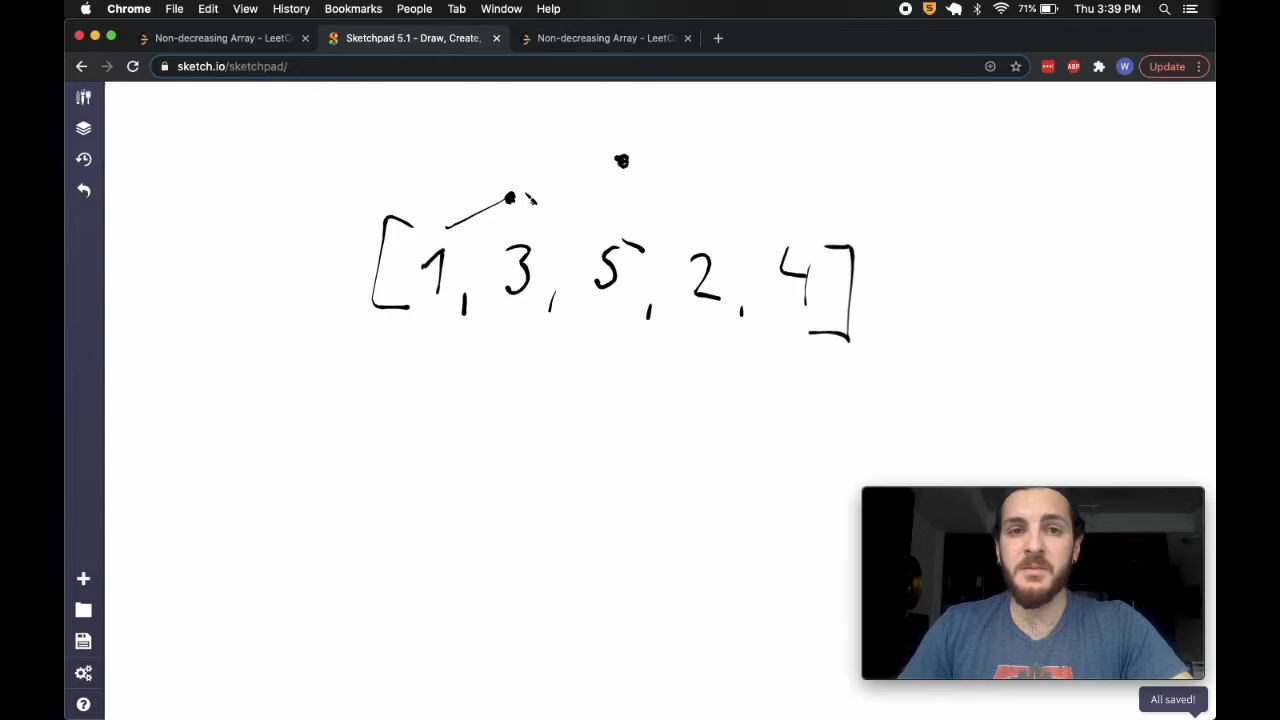 Chrome File Edit View History Bookmarks People Tab Window Help 71% Thu 3:39 PM
Non-decreasing Array - LeetC Sketchpad 5.1 - Draw, Create, Non-decreasing Array - LeetC
sketch.io/sketchpad/ ABP W Update
[1, 3, 5, 2, 4]
All saved!